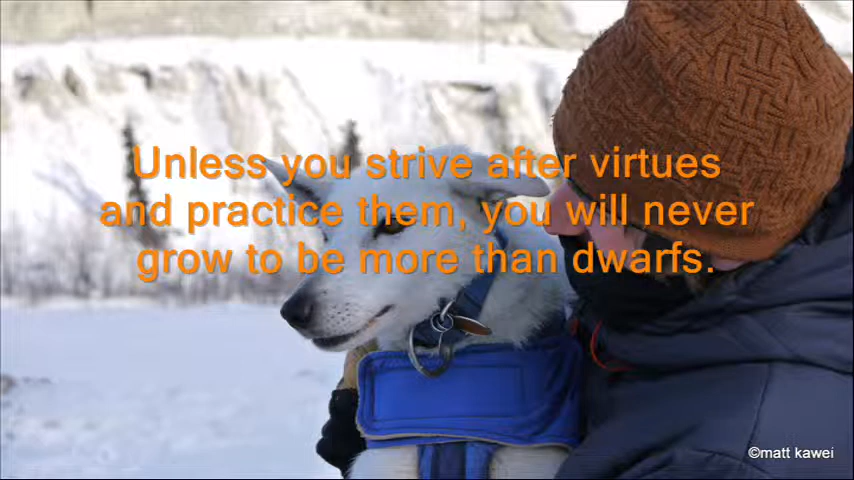 Unless you strive after virtues
and practice them, you will never
grow to be more than dwarfs.
©matt kawei